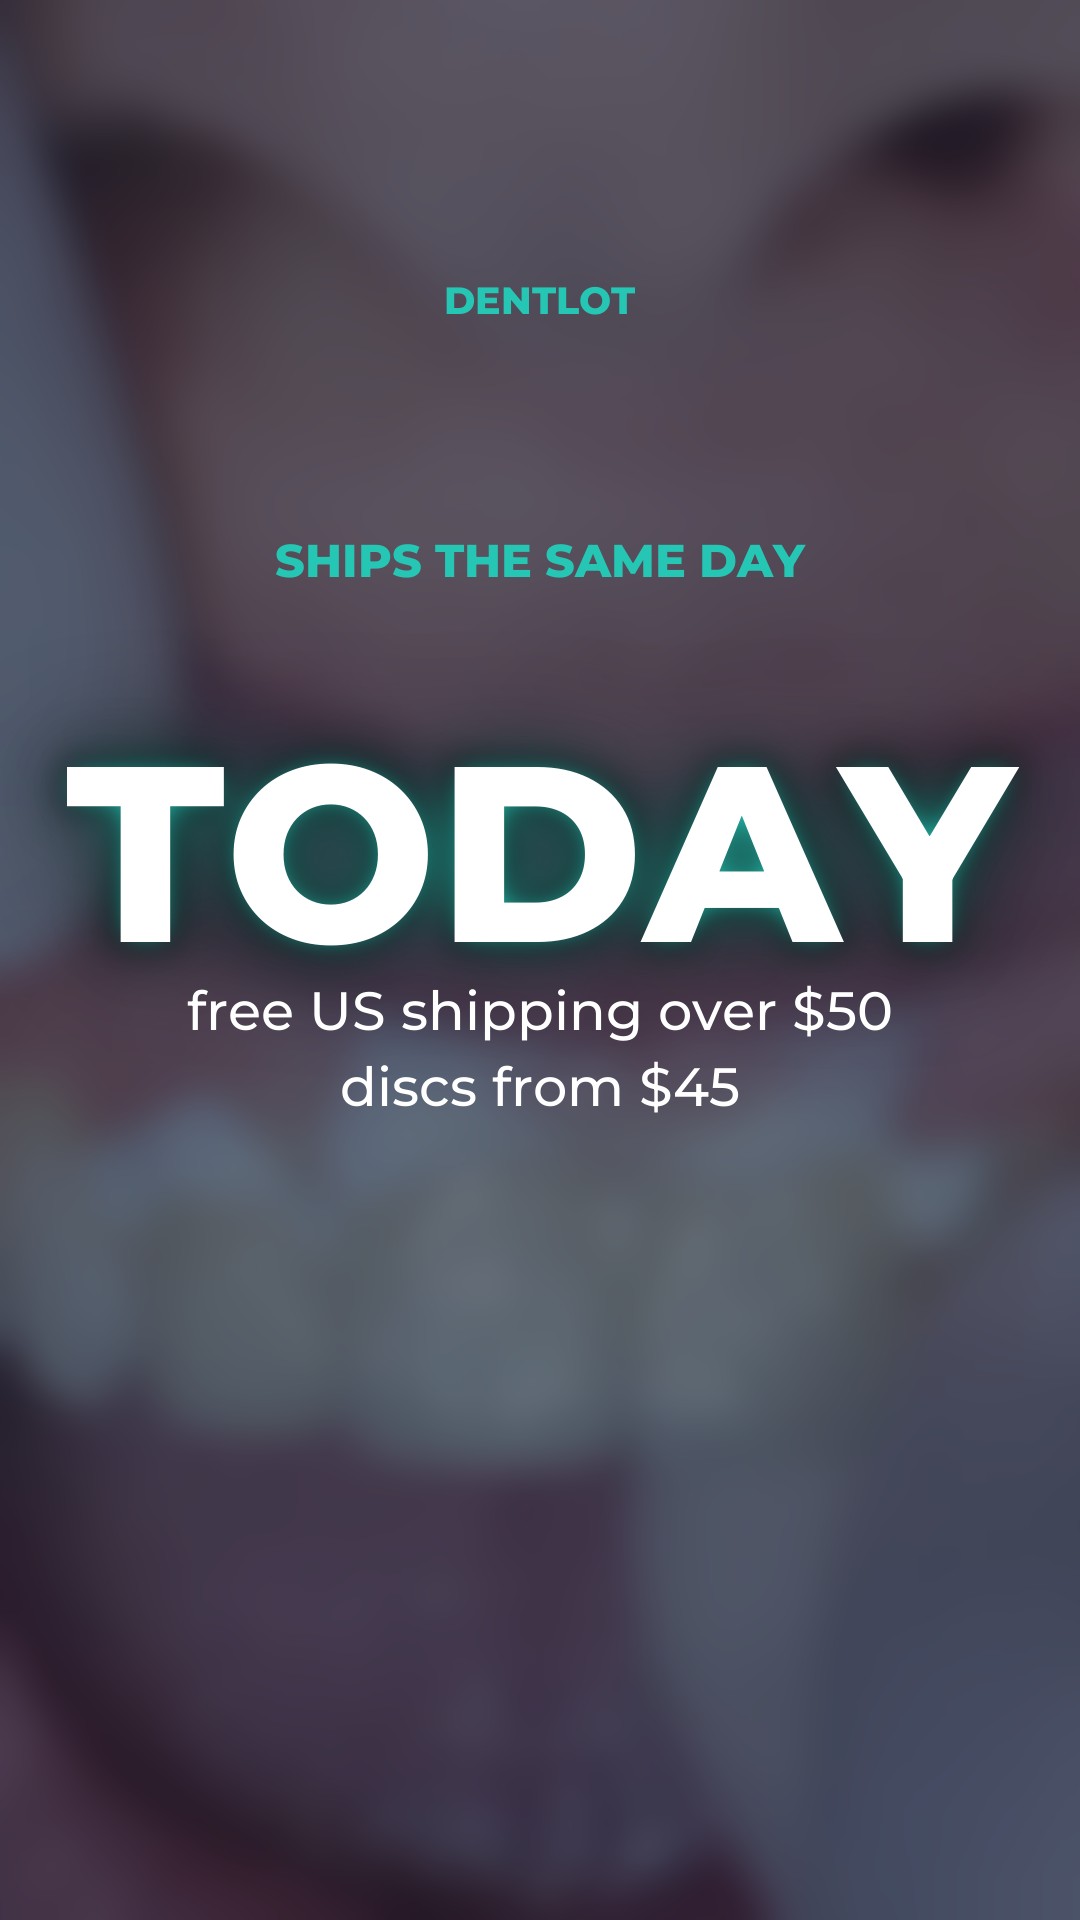 DENTLOT
SHIPS THE SAME DAY
TODAY
free US shipping over $50
discs from $45